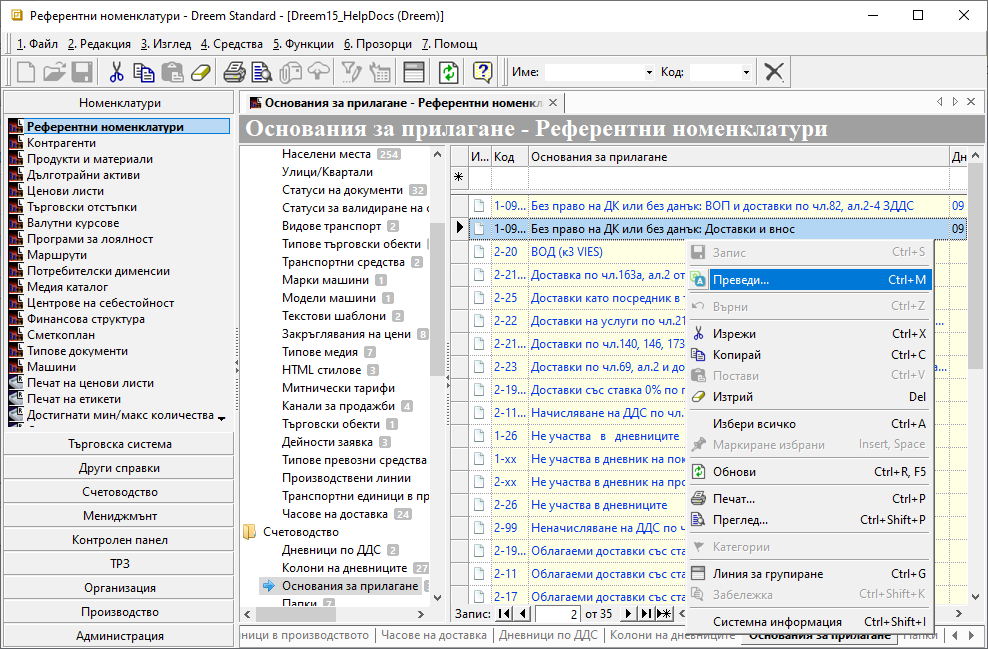 Референтни номенклатури - Dreem Standard - [Dreem15_HelpDocs (Dreem)]
1. Файл 2. Редакция 3. Изглед 4. Средства 5. Функции 6. Прозорци 7. Помощ
Име: Код:
Номенклатури
Референтни номенклатури
Контрагенти
Продукти и материали
Дълготрайни активи
Ценови листи
Търговски отстъпки
Валутни курсове
Програми за лоялност
Маршрути
Потребителски дименсии
Медия каталог
Центрове на себестойност
Финансова структура
Сметкоплан
Типове документи
Машини
Печат на ценови листи
Печат на етикети
Достигнати мин/макс количества
Търговска система
Други справки
Счетоводство
Мениджмънт
Контролен панел
ТРЗ
Организация
Производство
Администрация
Основания за прилагане - Референтни номенкл
Основания за прилагане - Референтни номенклатури
Населени места 254
Улици/Квартали
Статуси на документи 32
Статуси за валидиране на с
Видове транспорт 2
Типове търговски обекти
Транспортни средства 2
Марки машини 1
Модели машини 1
Текстови шаблони 2
Закръглявания на цени 8
Типове медия 7
HTML стилове 3
Митнически тарифи
Канали за продажби 4
Търговски обекти 1
Дейности заявка 3
Типове превозни средства
Производствени линии
Транспортни единици в пр
Часове на доставка 24
Счетоводство
Дневници по ДДС 2
Колони на дневниците 27
Основания за прилагане
Папки 7
И... Код Основания за прилагане Дн
1-09... Без право на ДК или без данък: ВОП и доставки по чл.82, ал.2-4 ЗДДС 09
1-09... Без право на ДК или без данък: Доставки и внос 09
2-20 ВОД (к3 VIES)
2-21... Доставка по чл.163а, ал.2 от
2-25 Доставки като посредник в т
2-22 Доставки на услуги по чл.21
2-21... Доставки по чл.140, 146, 173
2-23 Доставки по чл.69, ал.2 и до
2-19... Доставки със ставка 0% по г
2-11... Начисляване на ДДС по чл.
1-26 Не участва в дневниците
1-xx Не участва в дневник на пок
2-xx Не участва в дневник на про
2-26 Не участва в дневниците
2-99 Неначисляване на ДДС по ч
2-19... Облагаеми доставки със ста
2-11 Облагаеми доставки със ста
2-17 Облагаеми доставки със ста
Запис: 2 от 35
Запис Ctrl+S
Преведи... Ctrl+M
Върни Ctrl+Z
Изрежи Ctrl+X
Копирай Ctrl+C
Постави Ctrl+V
Изтрий Del
Избери всичко Ctrl+A
Маркиране избрани Insert, Space
Обнови Ctrl+R, F5
Печат... Ctrl+P
Преглед... Ctrl+Shift+P
Категории
Линия за групиране Ctrl+G
Забележка Ctrl+Shift+K
Системна информация Ctrl+Shift+I
ници в производството Часове на доставка Дневници по ДДС Колони на дневниците Основания за прилагане Папки